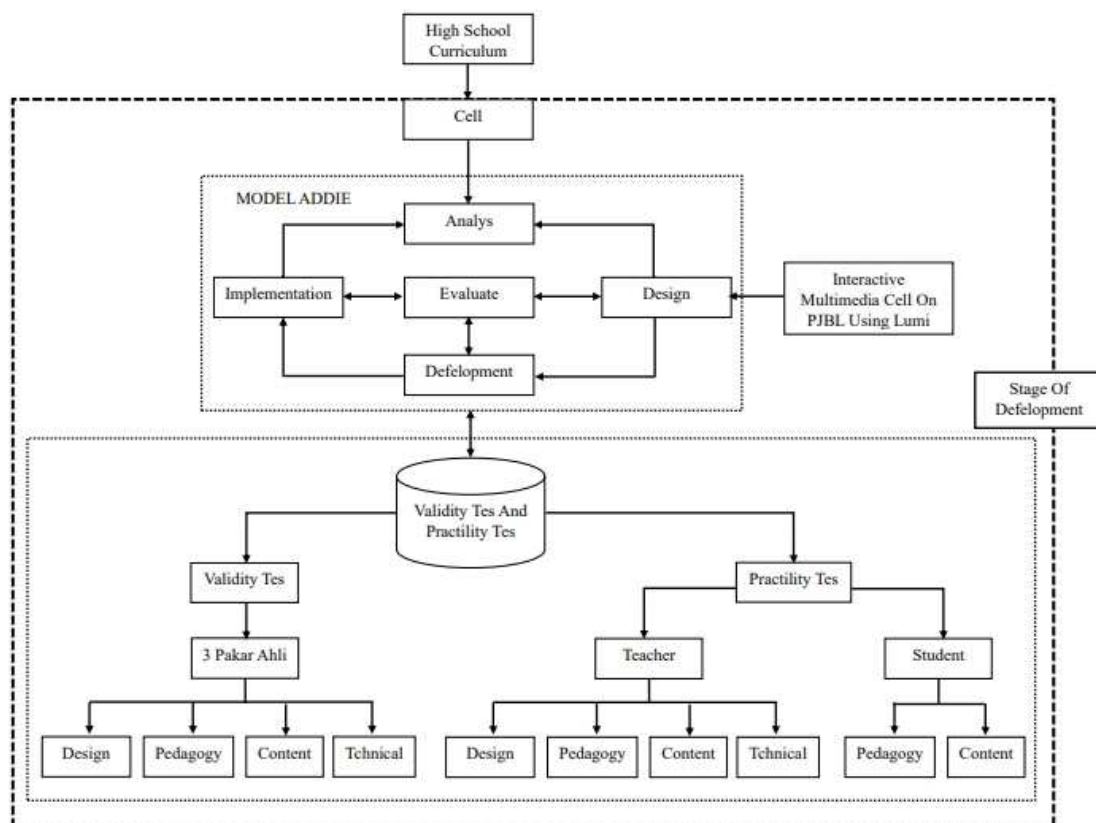 High School
Curriculum
Cell
MODEL ADDIE
Analys
Implementation
Evaluate
Design
Interactive
Multimedia Cell On
PJBL Using Lumi
Defelopment
Stage Of
Defelopment
Validity Tes And
Practility Tes
Validity Tes
Practility Tes
3 Pakar Ahli
Teacher
Student
Design
Pedagogy
Content
Tchnical
Design
Pedagogy
Content
Tchnical
Pedagogy
Content